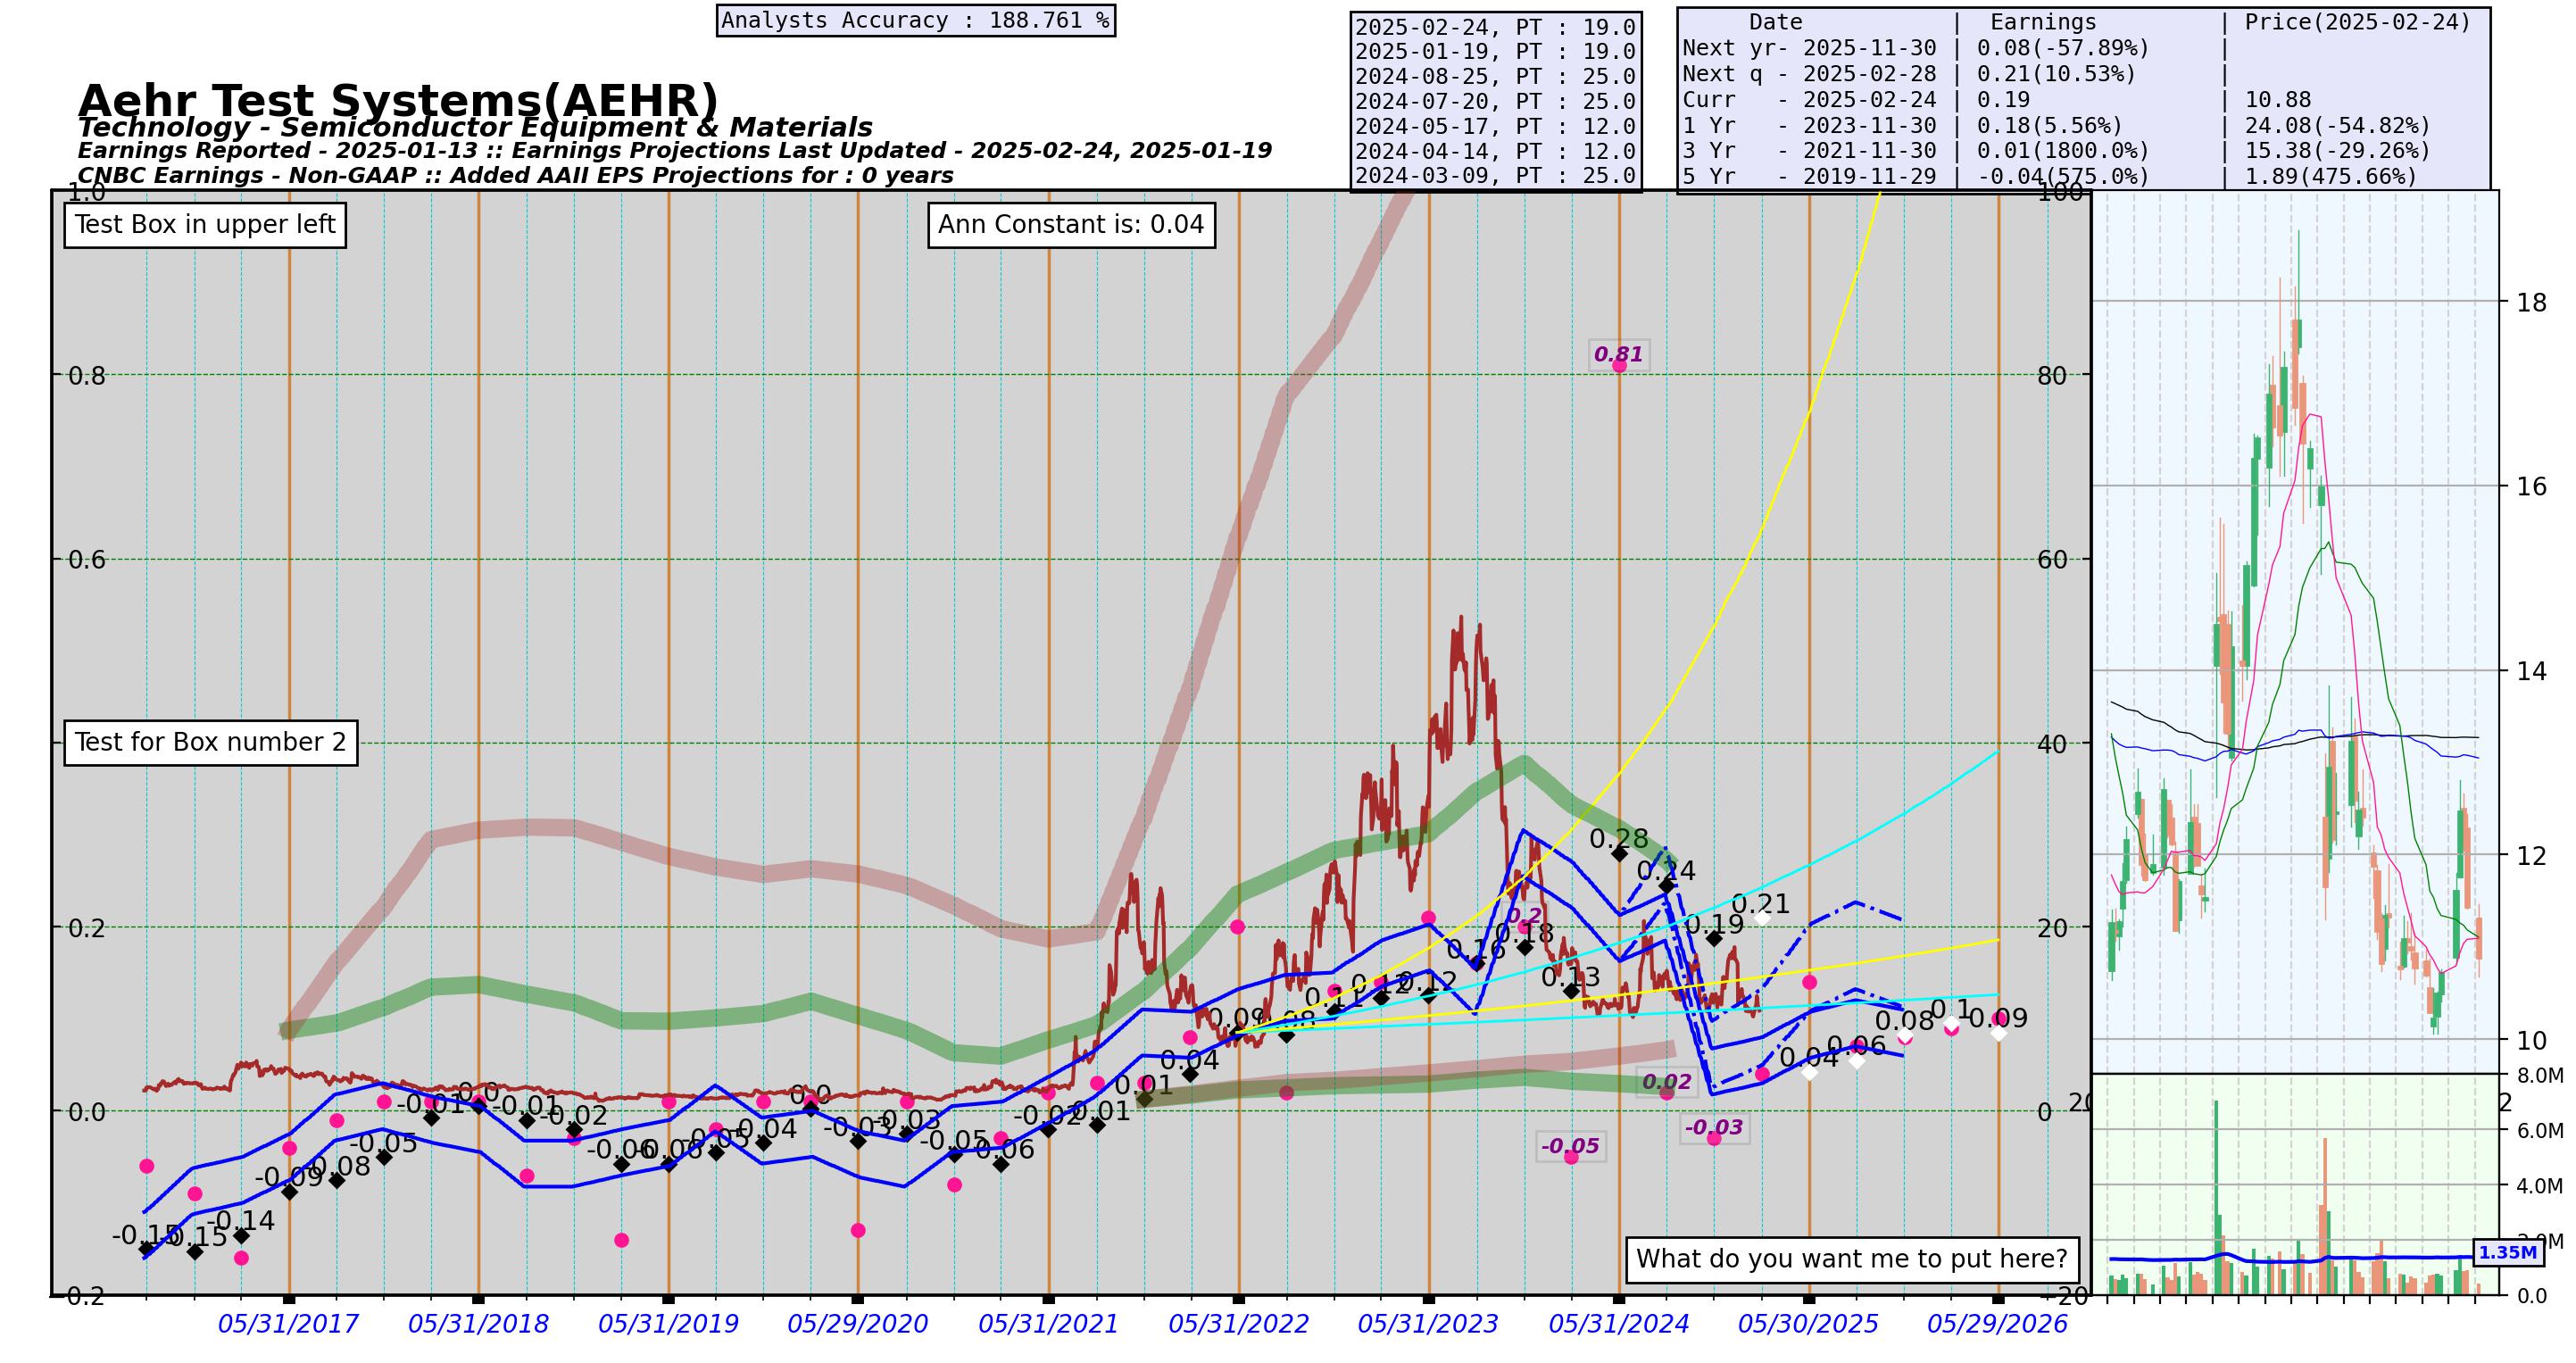 Analysts Accuracy : 188.761 %
2025-02-24, PT : 19.0
2025-01-19, PT : 19.0
2024-08-25, PT : 25.0
2024-07-20, PT : 25.0
2024-05-17, PT : 12.0
2024-04-14, PT : 12.0
2024-03-09, PT : 25.0
Date | Earnings | Price(2025-02-24)
Next yr- 2025-11-30 | 0.08(-57.89%) |
Next q - 2025-02-28 | 0.21(10.53%) |
Curr - 2025-02-24 | 0.19 | 10.88
1 Yr - 2023-11-30 | 0.18(5.56%) | 24.08(-54.82%)
3 Yr - 2021-11-30 | 0.01(1800.0%) | 15.38(-29.26%)
5 Yr - 2019-11-29 | -0.04(575.0%) | 1.89(475.66%)
Aehr Test Systems(AEHR)
Technology - Semiconductor Equipment & Materials
Earnings Reported - 2025-01-13 :: Earnings Projections Last Updated - 2025-02-24, 2025-01-19
CNBC Earnings - Non-GAAP :: Added AAII EPS Projections for : 0 years
1.0
100
Test Box in upper left
Ann Constant is: 0.04
18
0.81
0.8
80
16
0.6
60
14
Test for Box number 2
40
0.28
12
0.24
0.21
0.2
0.2
0.19
0.18
20
0.16
0.13
0.12
0.12
0.11
0.09
0.08
0.08
0.1
0.09
10
0.06
0.04
0.04
0.02
8.0M
0.01
0.0
0.0
-0.01
-0.01
-0.02
0.0
0
-0.03
-0.03
-0.02
-0.01
-0.03
6.0M
-0.04
-0.05
-0.05
-0.06
-0.06
-0.05
-0.06
-0.05
-0.08
-0.09
4.0M
-0.14
-0.15
-0.15
What do you want me to put here?
1.35M
−0.2
−20
0.0
05/31/2017
05/31/2018
05/31/2019
05/29/2020
05/31/2021
05/31/2022
05/31/2023
05/31/2024
05/30/2025
05/29/2026